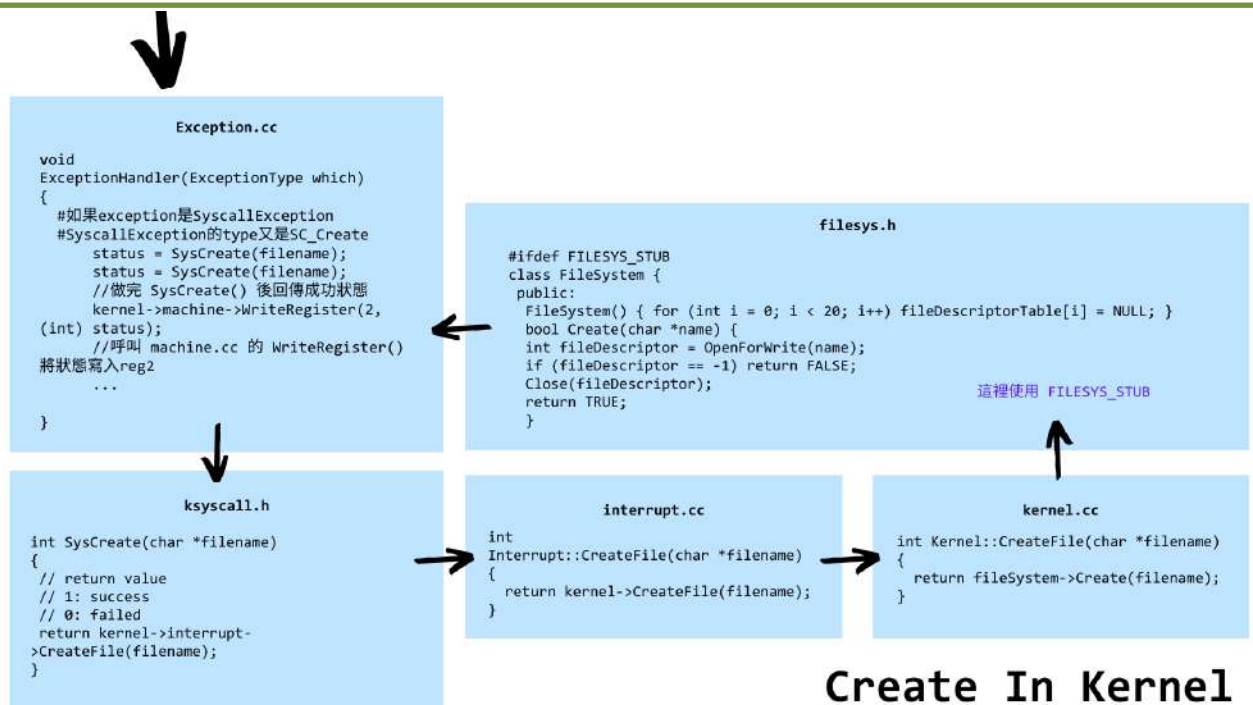 Exception.cc
void
ExceptionHandler(ExceptionType which)
{
#如果exception是SyscallException
#SyscallException的type又是SC_Create
status = SysCreate(filename);
status = SysCreate(filename);
//做完 SysCreate() 後回傳成功狀態
kernel->machine->WriteRegister(2,
(int) status);
//呼叫 machine.cc 的 WriteRegister()
將狀態寫入reg2
...
}
filesys.h
#ifdef FILESYS_STUB
class FileSystem {
public:
FileSystem() { for (int i = 0; i < 20; i++) fileDescriptorTable[i] = NULL; }
bool Create(char *name) {
int fileDescriptor = OpenForWrite(name);
if (fileDescriptor == -1) return FALSE;
Close(fileDescriptor);
return TRUE;
}
這裡使用 FILESYS_STUB
ksyscall.h
int SysCreate(char *filename)
{
// return value
// 1: success
// 0: failed
return kernel->interrupt-
>CreateFile(filename);
}
interrupt.cc
int
Interrupt::CreateFile(char *filename)
{
return kernel->CreateFile(filename);
}
kernel.cc
int Kernel::CreateFile(char *filename)
{
return fileSystem->Create(filename);
}
Create In Kernel